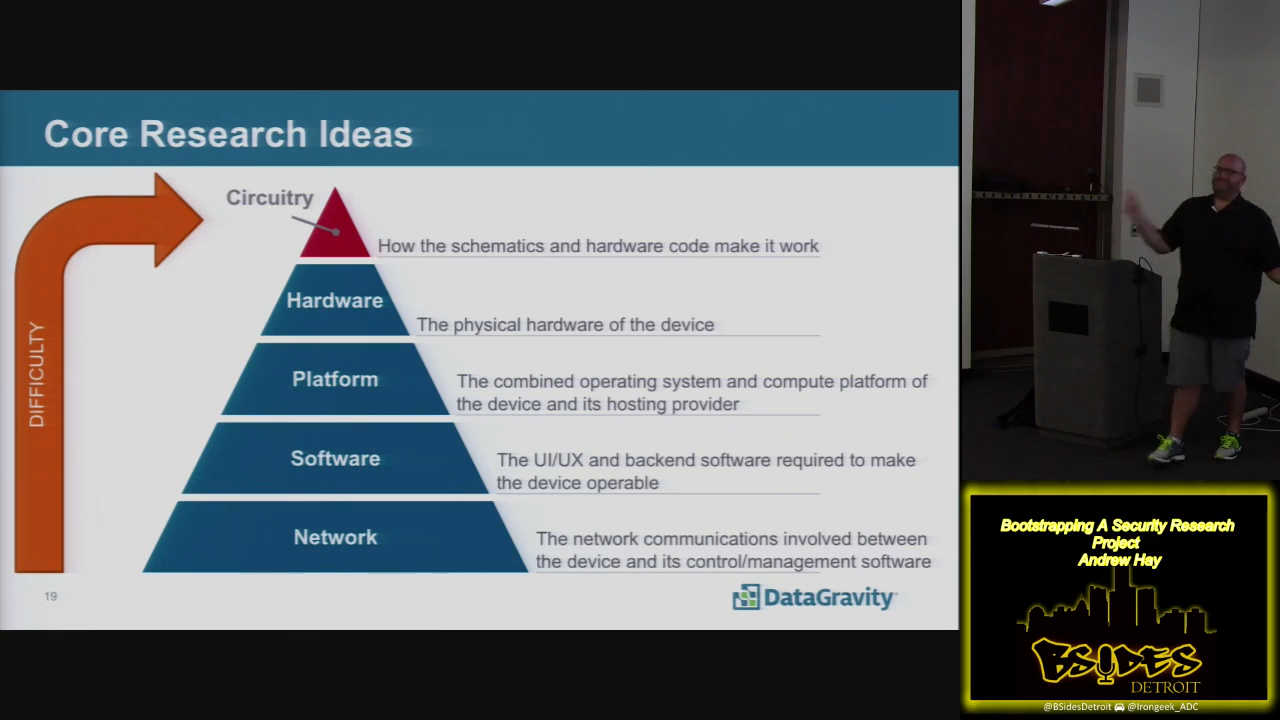 Core Research Ideas
DIFFICULTY
Circuitry
How the schematics and hardware code make it work
Hardware
The physical hardware of the device
Platform
The combined operating system and compute platform of
the device and its hosting provider
Software
The UI/UX and backend software required to make
the device operable
Network
The network communications involved between
the device and its control/management software
19
DataGravity
Bootstrapping A Security Research
Project
Andrew Hay
BSIDES
DETROIT
@BSidesDetroit @Irongeek_ADC